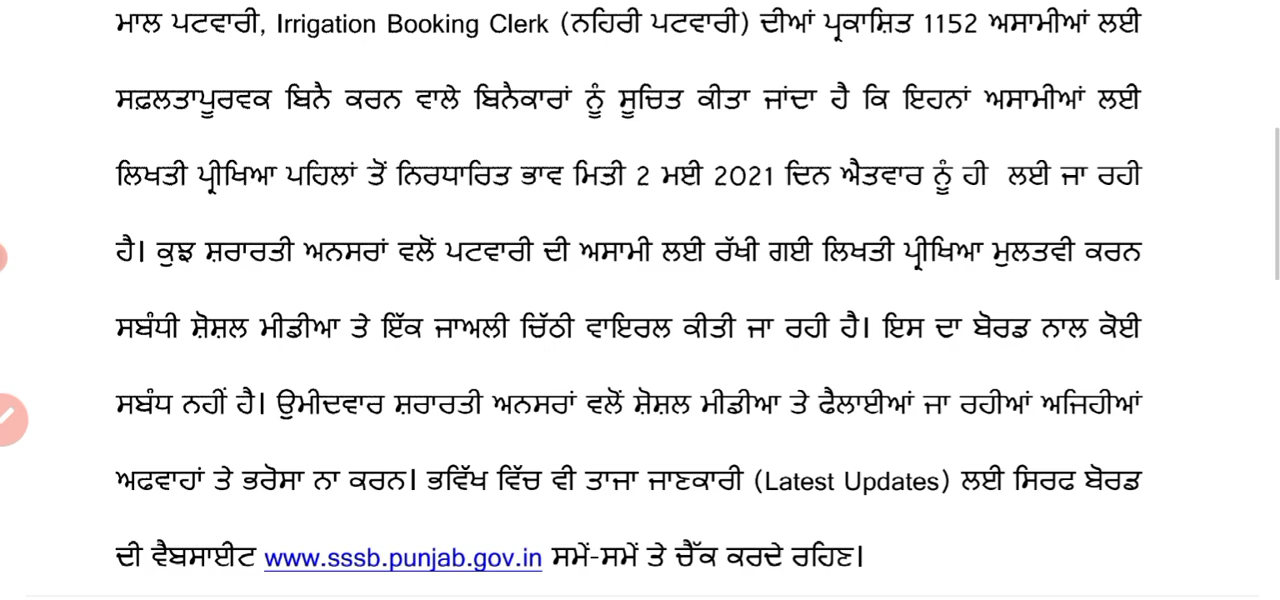 ਮਾਲ ਪਟਵਾਰੀ, Irrigation Booking Clerk (ਨਹਿਰੀ ਪਟਵਾਰੀ) ਦੀਆਂ ਪ੍ਰਕਾਸ਼ਿਤ 1152 ਅਸਾਮੀਆਂ ਲਈ
ਸਫ਼ਲਤਾਪੂਰਵਕ ਬਿਨੈ ਕਰਨ ਵਾਲੇ ਬਿਨੈਕਾਰਾਂ ਨੂੰ ਸੂਚਿਤ ਕੀਤਾ ਜਾਂਦਾ ਹੈ ਕਿ ਇਹਨਾਂ ਅਸਾਮੀਆਂ ਲਈ
ਲਿਖਤੀ ਪ੍ਰੀਖਿਆ ਪਹਿਲਾਂ ਤੋਂ ਨਿਰਧਾਰਿਤ ਭਾਵ ਮਿਤੀ 2 ਮਈ 2021 ਦਿਨ ਐਤਵਾਰ ਨੂੰ ਹੀ ਲਈ ਜਾ ਰਹੀ
ਹੈ। ਕੁਝ ਸ਼ਰਾਰਤੀ ਅਨਸਰਾਂ ਵਲੋਂ ਪਟਵਾਰੀ ਦੀ ਅਸਾਮੀ ਲਈ ਰੱਖੀ ਗਈ ਲਿਖਤੀ ਪ੍ਰੀਖਿਆ ਮੁਲਤਵੀ ਕਰਨ
ਸਬੰਧੀ ਸ਼ੋਸ਼ਲ ਮੀਡੀਆ ਤੇ ਇੱਕ ਜਾਅਲੀ ਚਿੱਠੀ ਵਾਇਰਲ ਕੀਤੀ ਜਾ ਰਹੀ ਹੈ। ਇਸ ਦਾ ਬੋਰਡ ਨਾਲ ਕੋਈ
ਸਬੰਧ ਨਹੀਂ ਹੈ। ਉਮੀਦਵਾਰ ਸ਼ਰਾਰਤੀ ਅਨਸਰਾਂ ਵਲੋਂ ਸ਼ੋਸ਼ਲ ਮੀਡੀਆ ਤੇ ਫੈਲਾਈਆਂ ਜਾ ਰਹੀਆਂ ਅਜਿਹੀਆਂ
ਅਫਵਾਹਾਂ ਤੇ ਭਰੋਸਾ ਨਾ ਕਰਨ। ਭਵਿੱਖ ਵਿੱਚ ਵੀ ਤਾਜਾ ਜਾਣਕਾਰੀ (Latest Updates) ਲਈ ਸਿਰਫ ਬੋਰਡ
ਦੀ ਵੈਬਸਾਈਟ www.sssb.punjab.gov.in ਸਮੇਂ-ਸਮੇਂ ਤੇ ਚੈੱਕ ਕਰਦੇ ਰਹਿਣ।